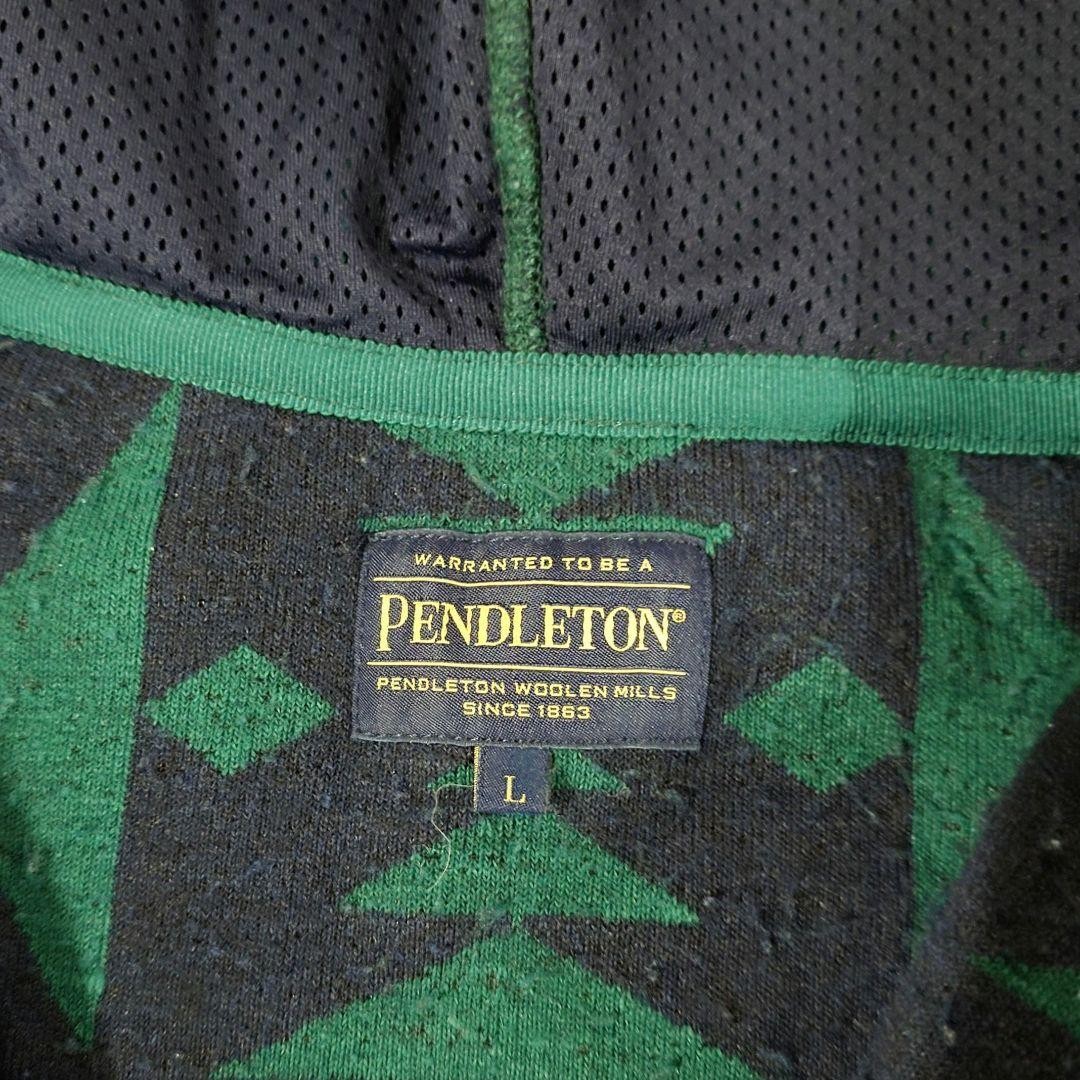 WARRANTED TO BE A
PENDLETON®
PENDLETON WOOLEN MILLS
SINCE 1863
L